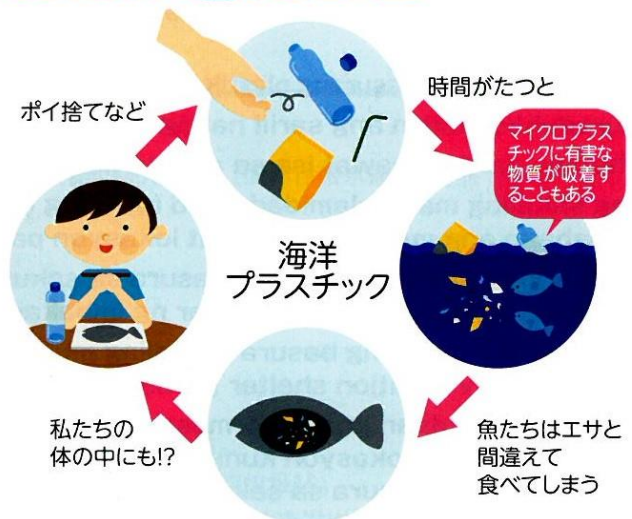 ポイ捨てなど
時間がたつと
マイクロプラス
チックに有害な
物質が吸着す
ることもある
海洋
プラスチック
魚たちはエサと
間違えて
食べてしまう
私たちの
体の中にも!?